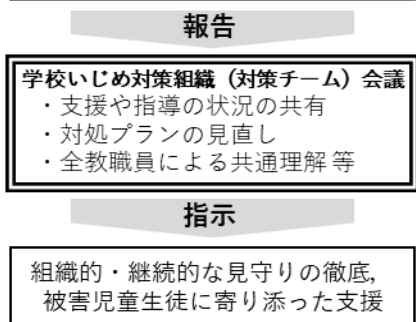 報告
学校いじめ対策組織（対策チーム）会議
・支援や指導の状況の共有
・対処プランの見直し
・全教職員による共通理解 等
指示
組織的・継続的な見守りの徹底，
被害児童生徒に寄り添った支援